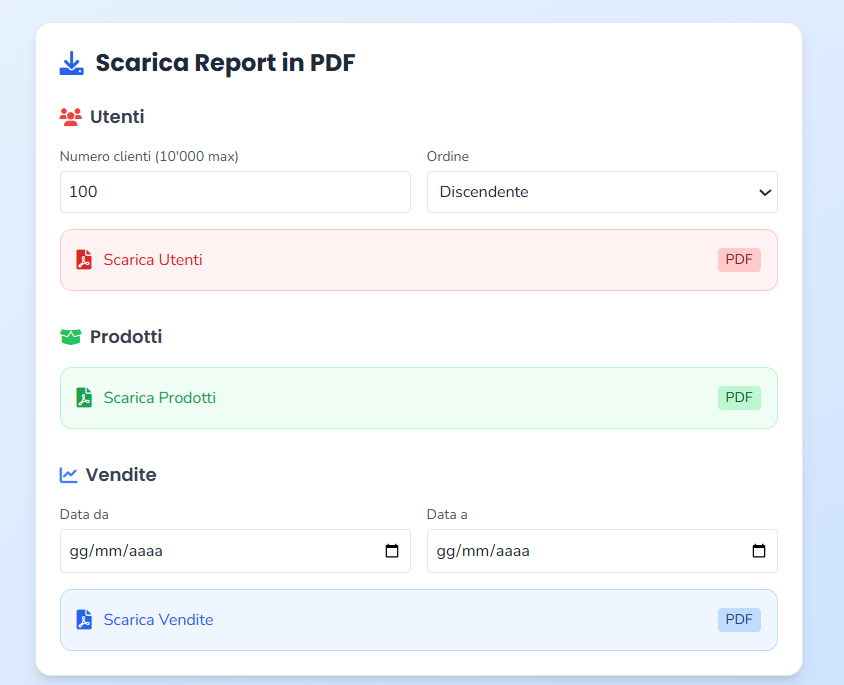 Scarica Report in PDF
Utenti
Numero clienti (10'000 max)
Ordine
100
Discendente
Scarica Utenti
PDF
Prodotti
Scarica Prodotti
PDF
Vendite
Data da
Data a
gg/mm/aaaa
gg/mm/aaaa
Scarica Vendite
PDF